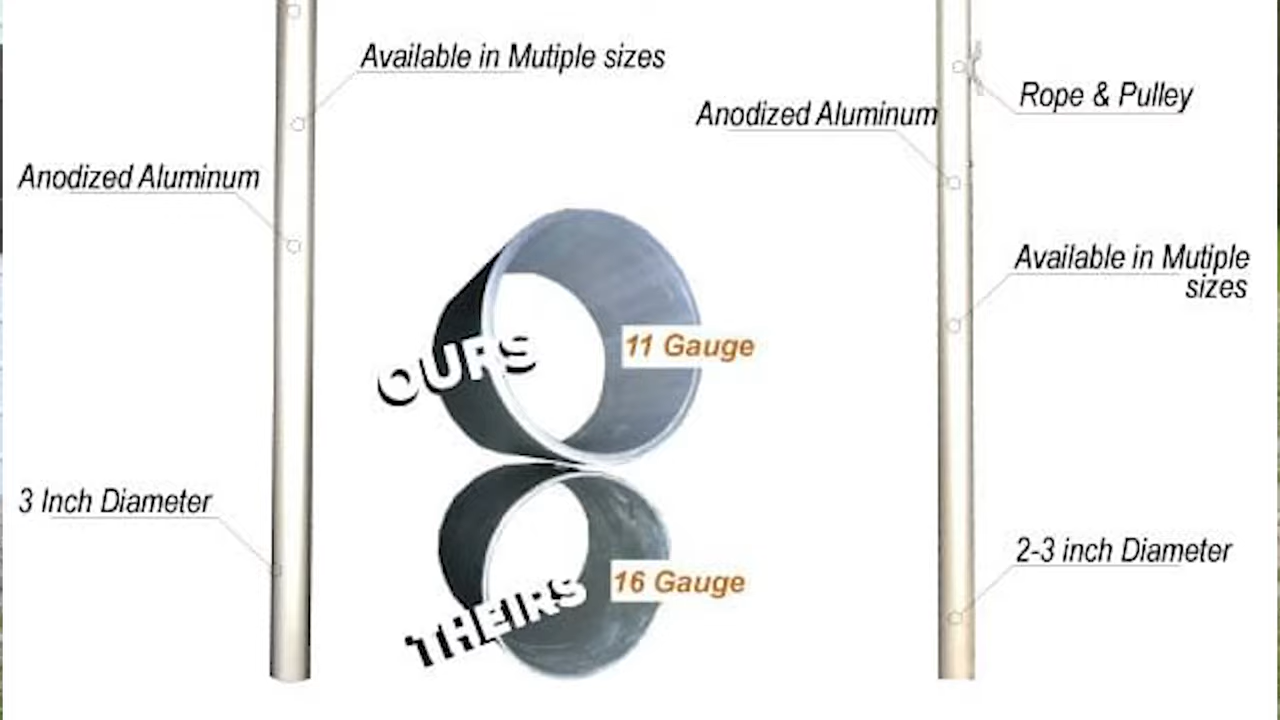 Available in Mutiple sizes
Anodized Aluminum
3 Inch Diameter
OURS
11 Gauge
THEIRS
16 Gauge
Anodized Aluminum
Rope & Pulley
Available in Mutiple
sizes
2-3 inch Diameter